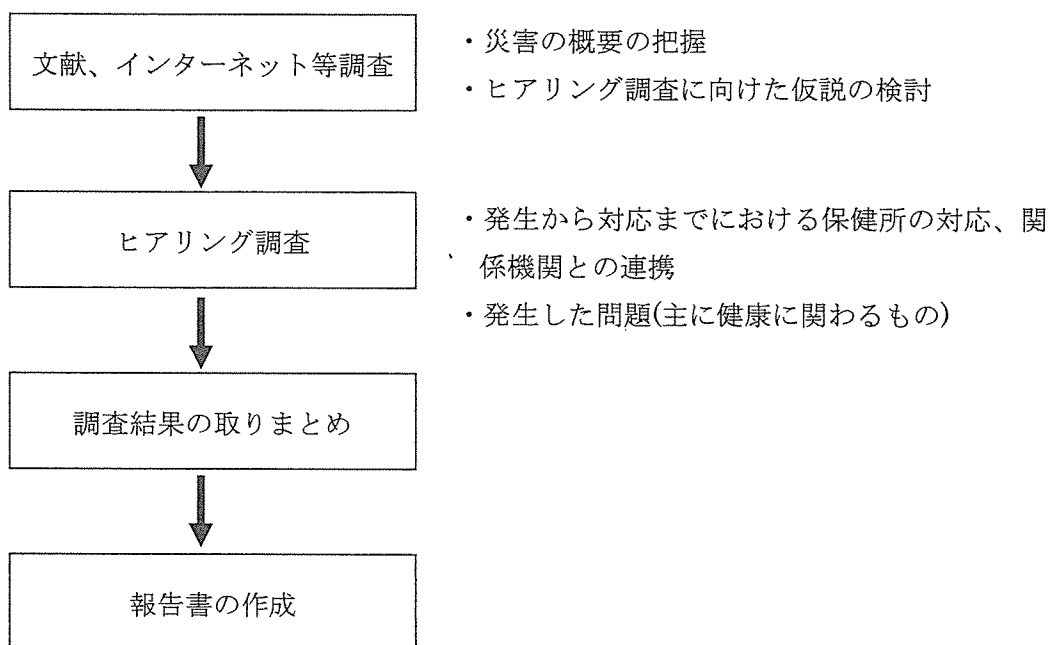 文献、インターネット等調査
・災害の概要の把握
・ヒアリング調査に向けた仮説の検討
ヒアリング調査
・発生から対応までにおける保健所の対応、関
係機関との連携
・発生した問題(主に健康に関わるもの)
調査結果の取りまとめ
報告書の作成